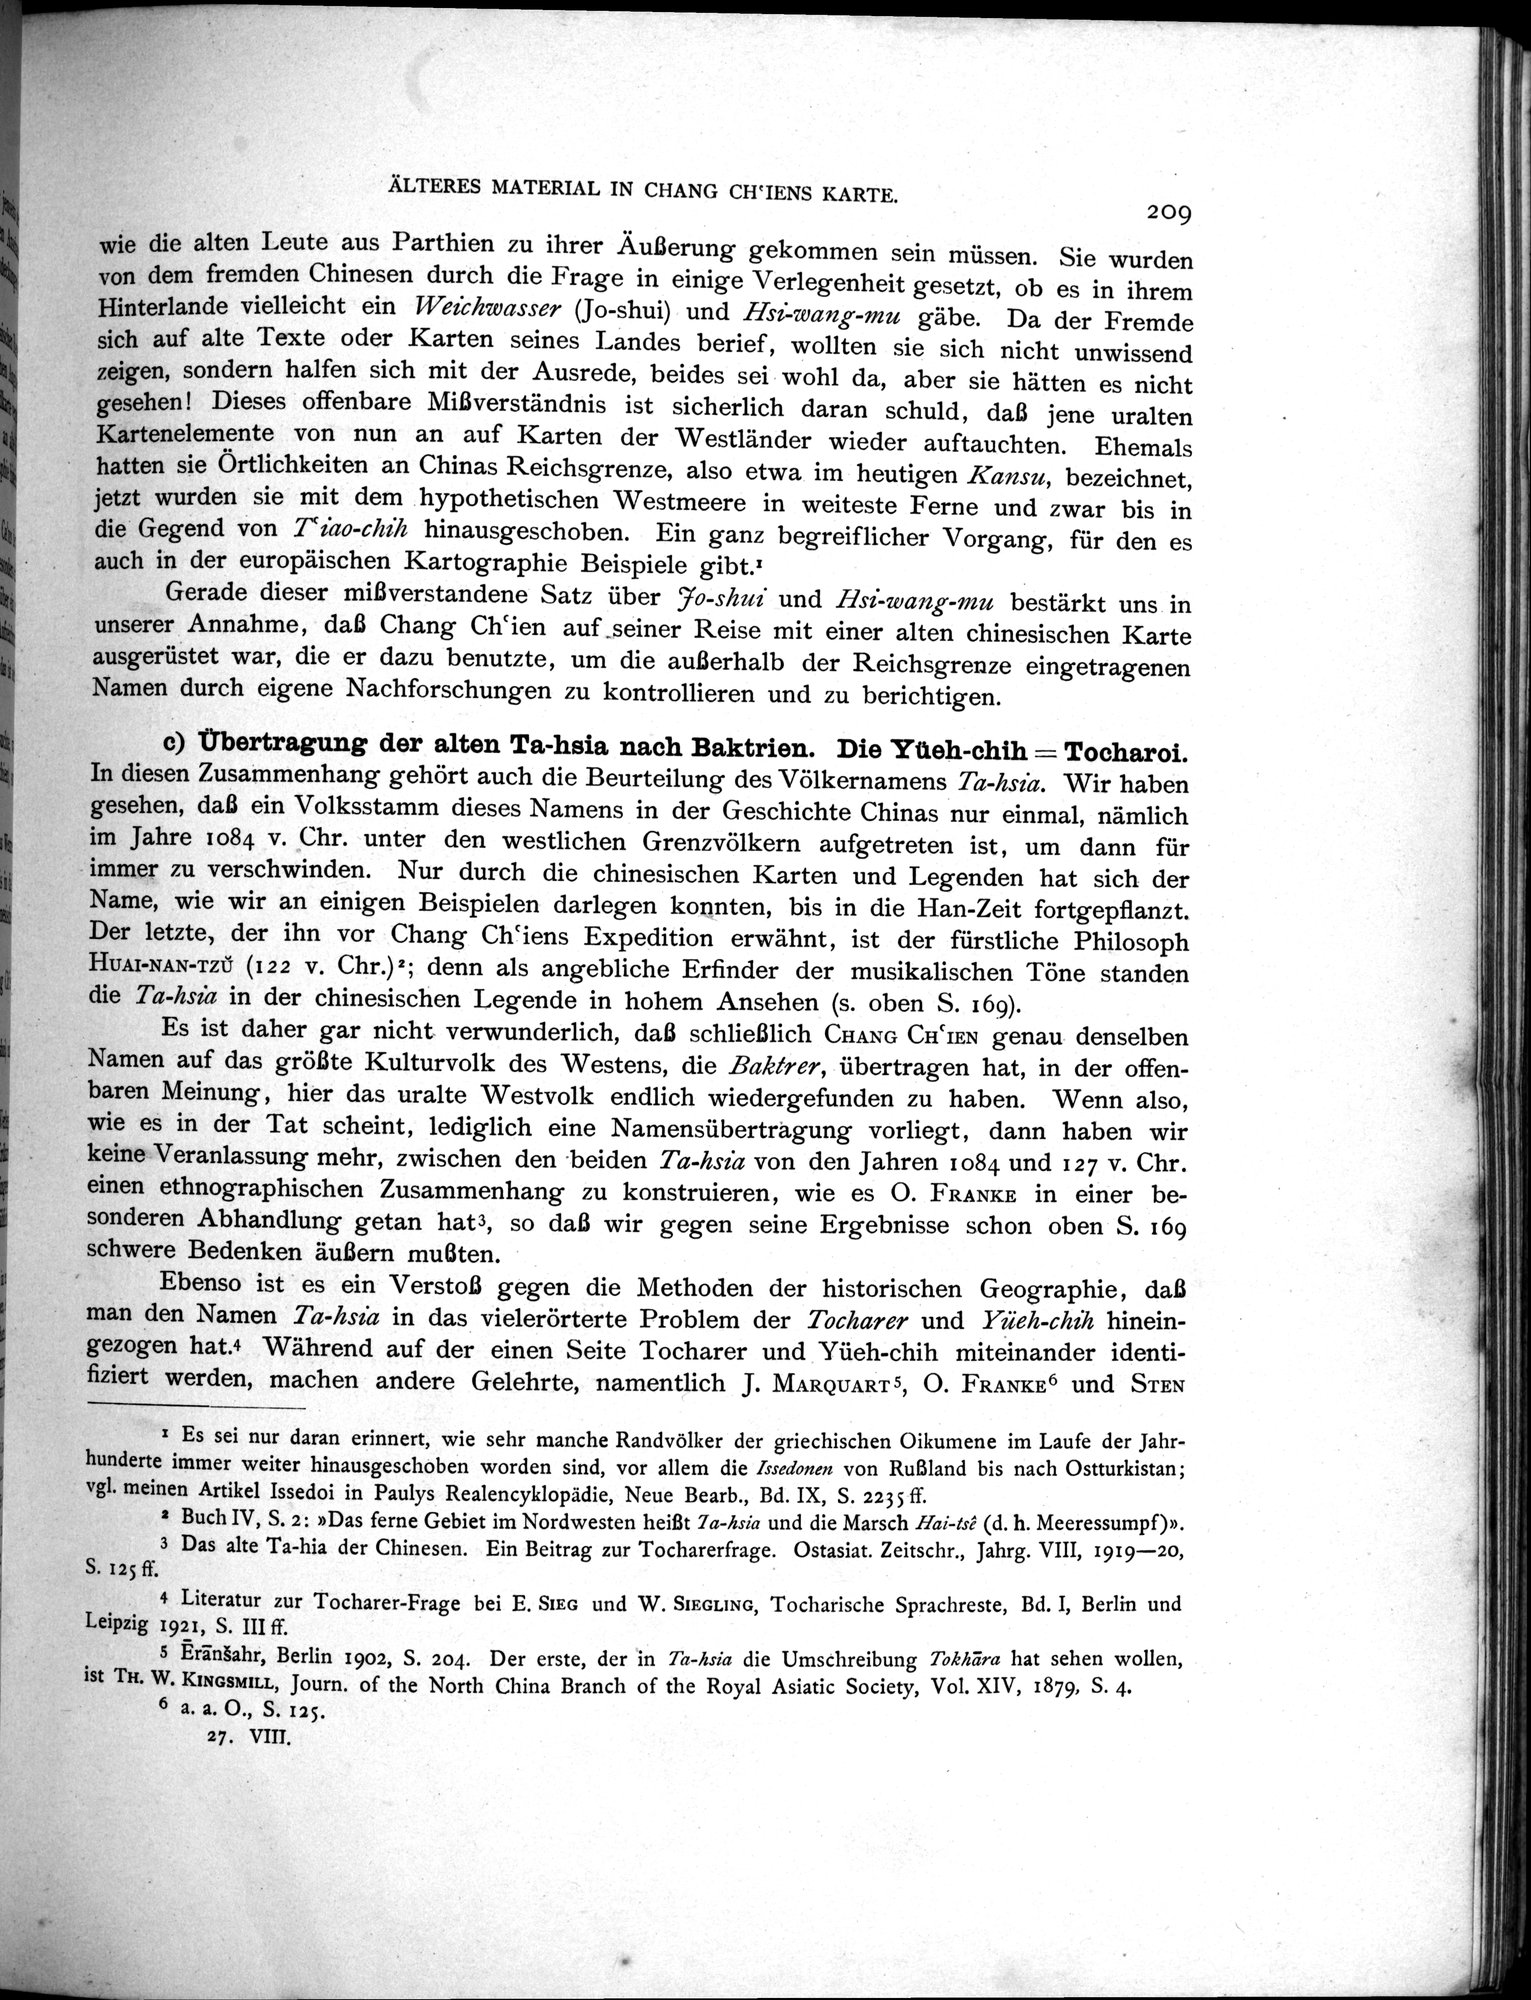 ÄLTERES MATERIAL IN CHANG CHʿIENS KARTE.
209
wie die alten Leute aus Parthien zu ihrer Äußerung gekommen sein müssen. Sie wurden
von dem fremden Chinesen durch die Frage in einige Verlegenheit gesetzt, ob es in ihrem
Hinterlande vielleicht ein Weichwasser (Jo-shui) und Hsi-wang-mu gäbe. Da der Fremde
sich auf alte Texte oder Karten seines Landes berief, wollten sie sich nicht unwissend
zeigen, sondern halfen sich mit der Ausrede, beides sei wohl da, aber sie hätten es nicht
gesehen! Dieses offenbare Mißverständnis ist sicherlich daran schuld, daß jene uralten
Kartenelemente von nun an auf Karten der Westländer wieder auftauchten. Ehemals
hatten sie Örtlichkeiten an Chinas Reichsgrenze, also etwa im heutigen Kansu, bezeichnet,
jetzt wurden sie mit dem hypothetischen Westmeere in weiteste Ferne und zwar bis in
die Gegend von Tʿiao-chih hinausgeschoben. Ein ganz begreiflicher Vorgang, für den es
auch in der europäischen Kartographie Beispiele gibt.¹
Gerade dieser mißverstandene Satz über Jo-shui und Hsi-wang-mu bestärkt uns in
unserer Annahme, daß Chang Chʿien auf seiner Reise mit einer alten chinesischen Karte
ausgerüstet war, die er dazu benutzte, um die außerhalb der Reichsgrenze eingetragenen
Namen durch eigene Nachforschungen zu kontrollieren und zu berichtigen.
c) Übertragung der alten Ta-hsia nach Baktrien. Die Yüeh-chih = Tocharoi.
In diesen Zusammenhang gehört auch die Beurteilung des Völkernamens Ta-hsia. Wir haben
gesehen, daß ein Volksstamm dieses Namens in der Geschichte Chinas nur einmal, nämlich
im Jahre 1084 v. Chr. unter den westlichen Grenzvölkern aufgetreten ist, um dann für
immer zu verschwinden. Nur durch die chinesischen Karten und Legenden hat sich der
Name, wie wir an einigen Beispielen darlegen konnten, bis in die Han-Zeit fortgepflanzt.
Der letzte, der ihn vor Chang Chʿiens Expedition erwähnt, ist der fürstliche Philosoph
HUAI-NAN-TZŬ (122 v. Chr.)²; denn als angebliche Erfinder der musikalischen Töne standen
die Ta-hsia in der chinesischen Legende in hohem Ansehen (s. oben S. 169).
Es ist daher gar nicht verwunderlich, daß schließlich CHANG CHʿIEN genau denselben
Namen auf das größte Kulturvolk des Westens, die Baktrer, übertragen hat, in der offen-
baren Meinung, hier das uralte Westvolk endlich wiedergefunden zu haben. Wenn also,
wie es in der Tat scheint, lediglich eine Namensübertragung vorliegt, dann haben wir
keine Veranlassung mehr, zwischen den beiden Ta-hsia von den Jahren 1084 und 127 v. Chr.
einen ethnographischen Zusammenhang zu konstruieren, wie es O. FRANKE in einer be-
sonderen Abhandlung getan hat³, so daß wir gegen seine Ergebnisse schon oben S. 169
schwere Bedenken äußern mußten.
Ebenso ist es ein Verstoß gegen die Methoden der historischen Geographie, daß
man den Namen Ta-hsia in das vielerörterte Problem der Tocharer und Yüeh-chih hinein-
gezogen hat.⁴ Während auf der einen Seite Tocharer und Yüeh-chih miteinander identi-
fiziert werden, machen andere Gelehrte, namentlich J. MARQUART⁵, O. FRANKE⁶ und STEN
¹ Es sei nur daran erinnert, wie sehr manche Randvölker der griechischen Oikumene im Laufe der Jahr-
hunderte immer weiter hinausgeschoben worden sind, vor allem die Issedonen von Rußland bis nach Ostturkistan;
vgl. meinen Artikel Issedoi in Paulys Realencyklopädie, Neue Bearb., Bd. IX, S. 2235 ff.
² Buch IV, S. 2: »Das ferne Gebiet im Nordwesten heißt Ta-hsia und die Marsch Hai-tsê (d. h. Meeressumpf)».
³ Das alte Ta-hia der Chinesen. Ein Beitrag zur Tocharerfrage. Ostasiat. Zeitschr., Jahrg. VIII, 1919—20,
S. 125 ff.
⁴ Literatur zur Tocharer-Frage bei E. SIEG und W. SIEGLING, Tocharische Sprachreste, Bd. I, Berlin und
Leipzig 1921, S. III ff.
⁵ Ērānšahr, Berlin 1902, S. 204. Der erste, der in Ta-hsia die Umschreibung Tokhāra hat sehen wollen,
ist TH. W. KINGSMILL, Journ. of the North China Branch of the Royal Asiatic Society, Vol. XIV, 1879, S. 4.
⁶ a. a. O., S. 125.
27. VIII.